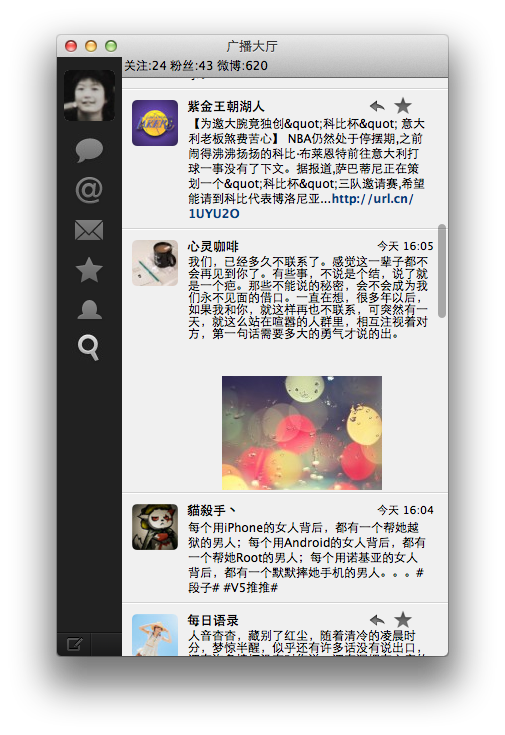 广播大厅
关注:24 粉丝:43 微博:620
紫金王朝湖人
【为邀大腕竟独创&quot;科比杯&quot; 意大
利老板煞费苦心】 NBA仍然处于停摆期,之前
闹得沸沸扬扬的科比·布莱恩特前往意大利打
球一事没有了下文。据报道,萨巴蒂尼正在策
划一个&quot;科比杯&quot;三队邀请赛,希望
能请到科比代表博洛尼亚...http://url.cn/
1UYU2O
心灵咖啡 今天 16:05
我们，已经多久不联系了。感觉这一辈子都不
会再见到你了。有些事，不说是个结，说了就
是一个疤。那些不能说的秘密，会不会成为我
们永不见面的借口。一直在想，很多年以后，
如果我和你，就这样再也不联系，可突然有一
天，就这么站在喧嚣的人群里，相互注视着对
方，第一句话需要多大的勇气才说的出。
貓殺手丶 今天 16:04
每个用iPhone的女人背后，都有一个帮她越
狱的男人；每个用Android的女人背后，都有
一个帮她Root的男人；每个用诺基亚的女人
背后，都有一个默默摔她手机的男人。。。#
段子# #V5推推#
每日语录
人音杳杳，藏别了红尘，随着清冷的凌晨时
分，梦惊半醒，似乎还有许多话没有说出口，